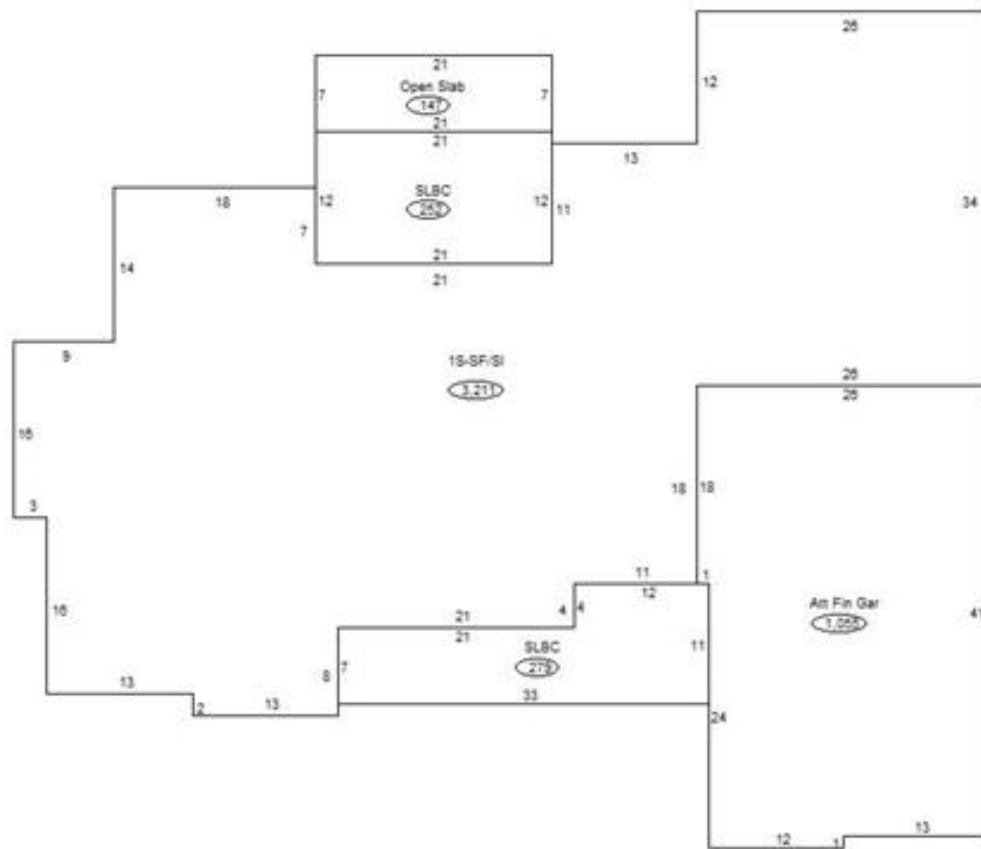 26
21
Open Slab
7 7 12
147
21
21 13
SLBC
18 12 12 34
252 11
7
21
14 21
9
1S-SF/SI 26
3,211 26
16
18 18
3
11 1
12
16 21 4 4 Att Fin Gar
21 1,055 41
SLBC 11
8 7 279
13 33
2 13 24
13
12 1